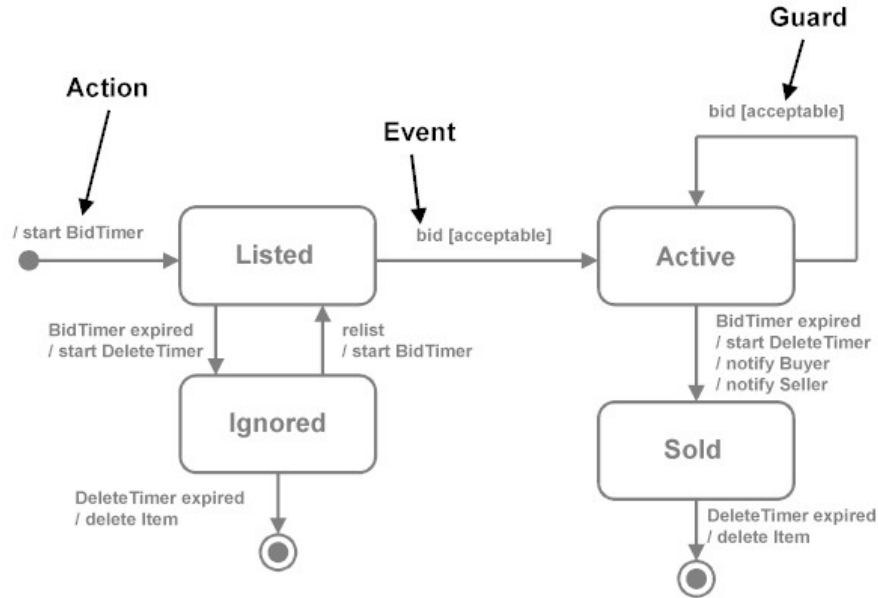 Guard
Action
bid [acceptable]
Event
/ start BidTimer
bid [acceptable]
Listed
Active
BidTimer expired
/ start DeleteTimer
relist
/ start BidTimer
BidTimer expired
/ start DeleteTimer
/ notify Buyer
/ notify Seller
Ignored
Sold
DeleteTimer expired
/ delete Item
DeleteTimer expired
/ delete Item